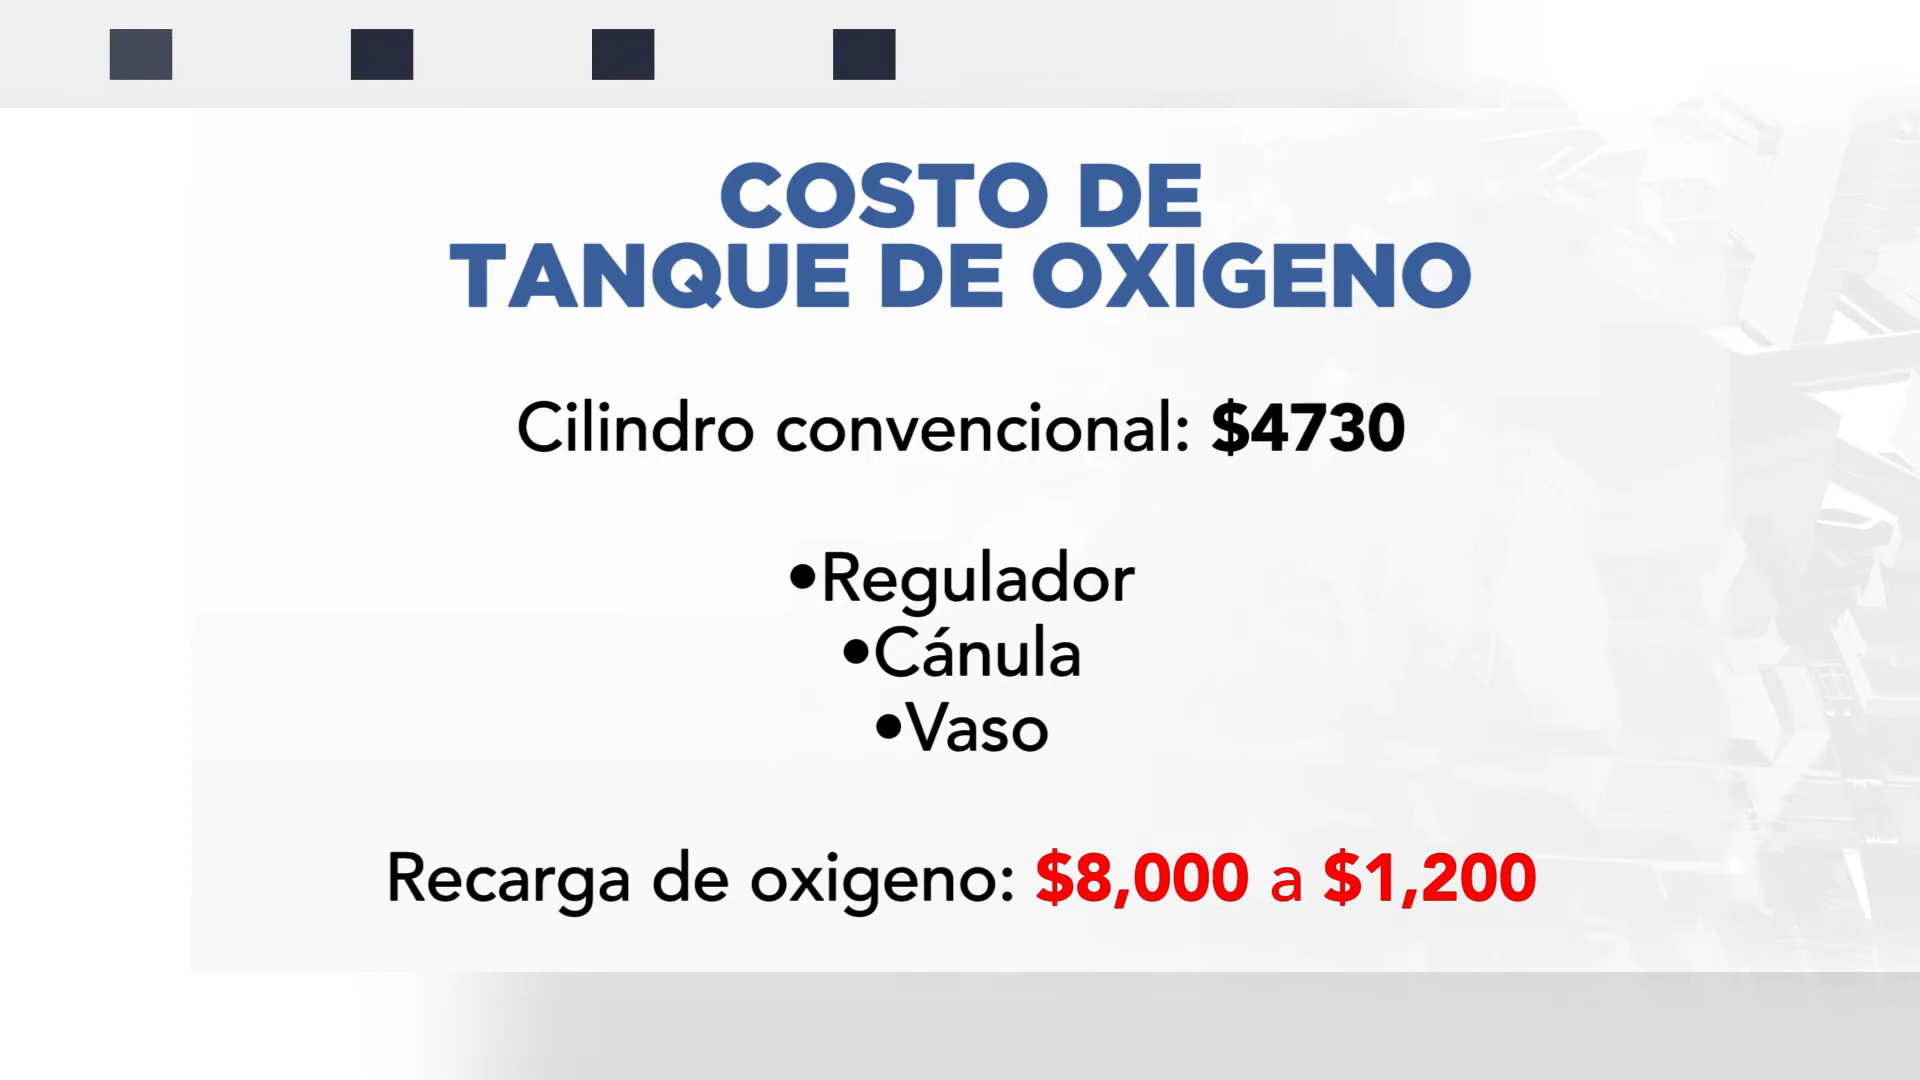 COSTO DE
TANQUE DE OXIGENO
Cilindro convencional: $4730
•Regulador
•Cánula
•Vaso
Recarga de oxigeno: $8,000 a $1,200